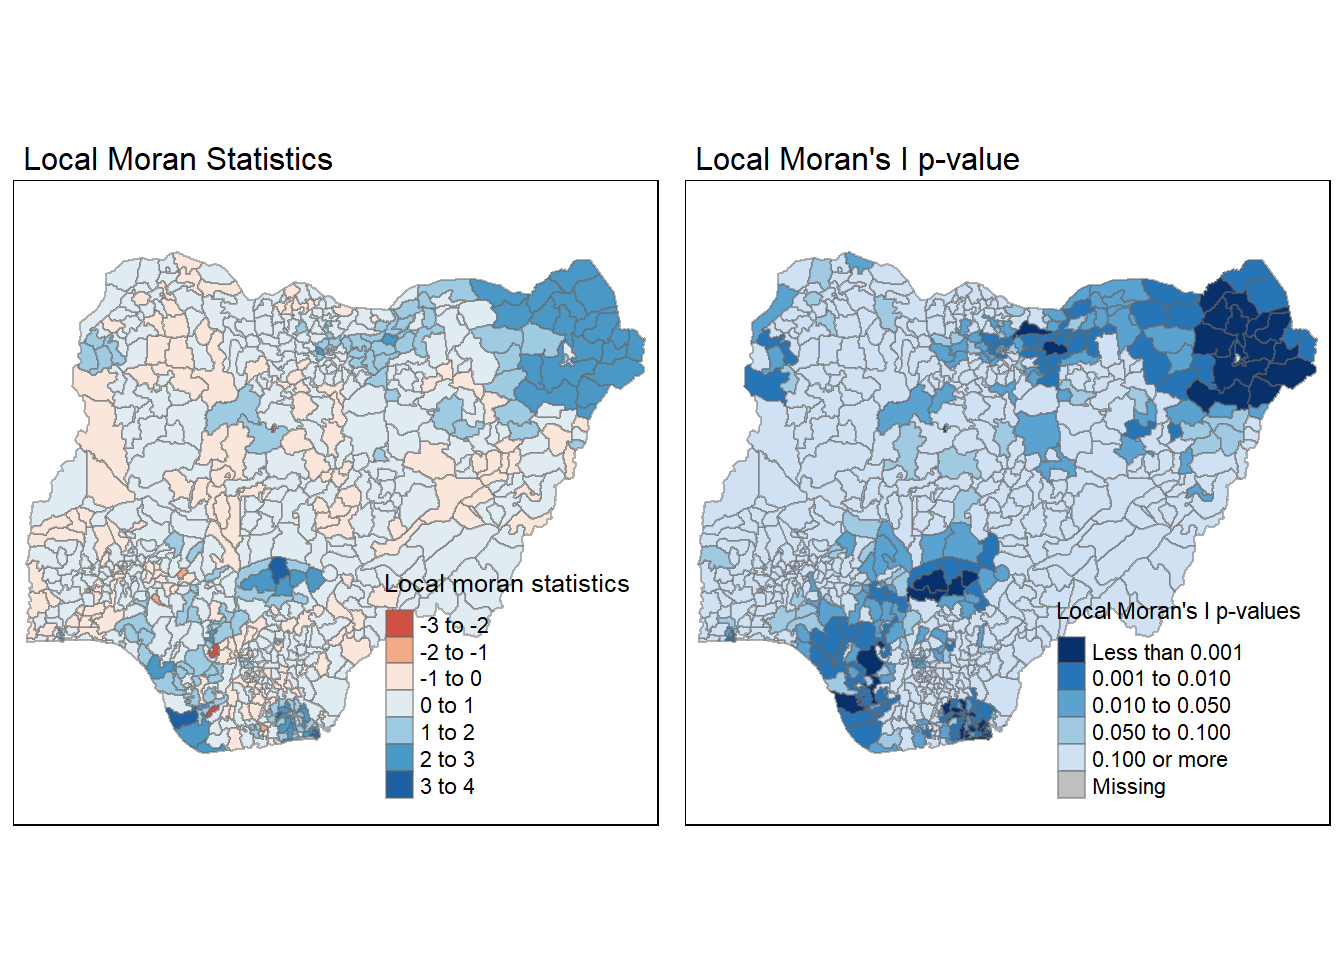 Local Moran Statistics
Local moran statistics
-3 to -2
-2 to -1
-1 to 0
0 to 1
1 to 2
2 to 3
3 to 4
Local Moran's I p-value
Local Moran's I p-values
Less than 0.001
0.001 to 0.010
0.010 to 0.050
0.050 to 0.100
0.100 or more
Missing